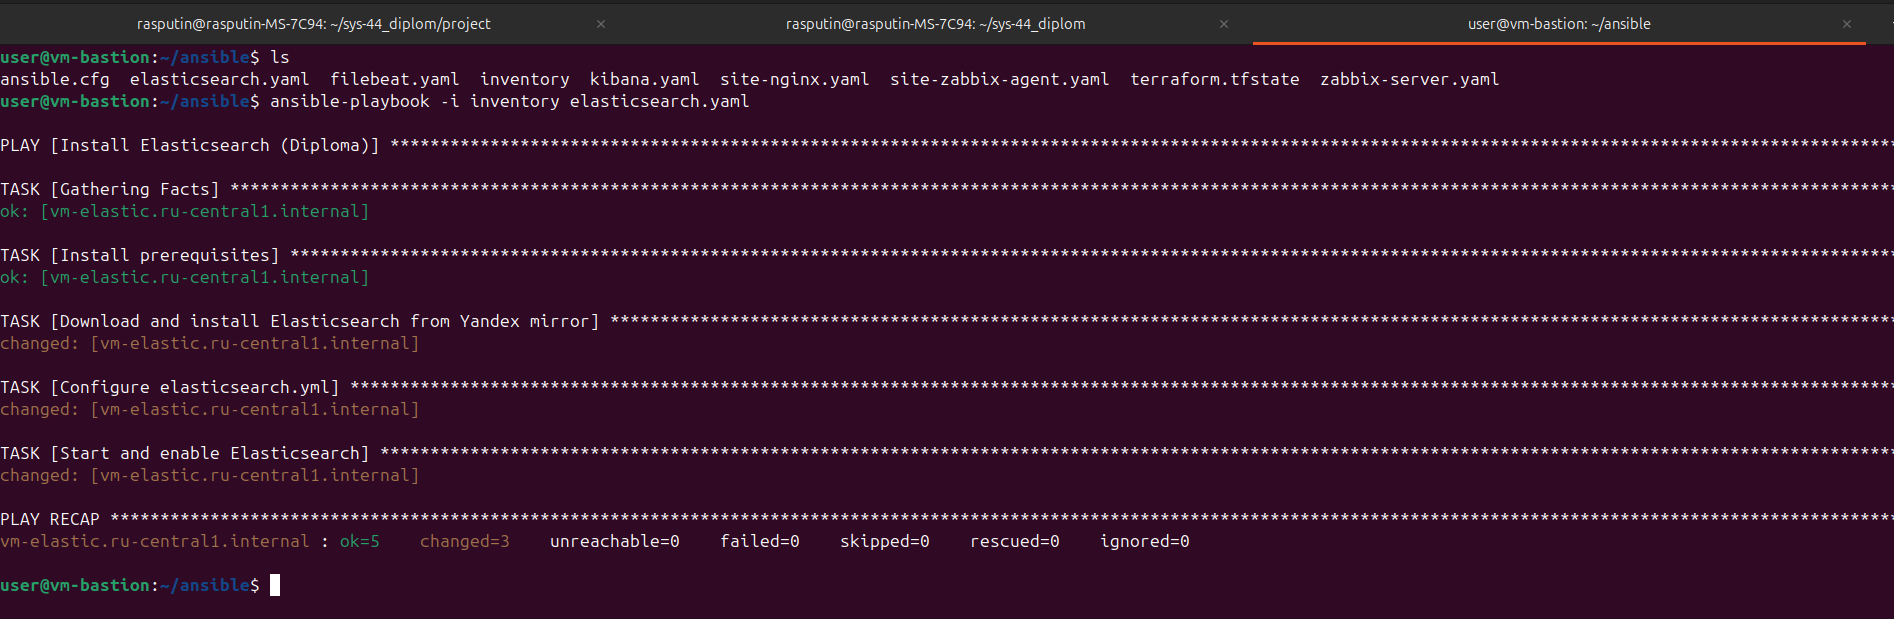 rasputin@rasputin-MS-7C94: ~/sys-44_diplom/project × rasputin@rasputin-MS-7C94: ~/sys-44_diplom × user@vm-bastion: ~/ansible ×
user@vm-bastion:~/ansible$ ls
ansible.cfg  elasticsearch.yaml  filebeat.yaml  inventory  kibana.yaml  site-nginx.yaml  site-zabbix-agent.yaml  terraform.tfstate  zabbix-server.yaml
user@vm-bastion:~/ansible$ ansible-playbook -i inventory elasticsearch.yaml
PLAY [Install Elasticsearch (Diploma)] ******************************************************************************************************************************************************
TASK [Gathering Facts] **********************************************************************************************************************************************************************
ok: [vm-elastic.ru-central1.internal]
TASK [Install prerequisites] ****************************************************************************************************************************************************************
ok: [vm-elastic.ru-central1.internal]
TASK [Download and install Elasticsearch from Yandex mirror] ********************************************************************************************************************************
changed: [vm-elastic.ru-central1.internal]
TASK [Configure elasticsearch.yml] **********************************************************************************************************************************************************
changed: [vm-elastic.ru-central1.internal]
TASK [Start and enable Elasticsearch] *******************************************************************************************************************************************************
changed: [vm-elastic.ru-central1.internal]
PLAY RECAP **********************************************************************************************************************************************************************************
vm-elastic.ru-central1.internal : ok=5    changed=3    unreachable=0    failed=0    skipped=0    rescued=0    ignored=0
user@vm-bastion:~/ansible$